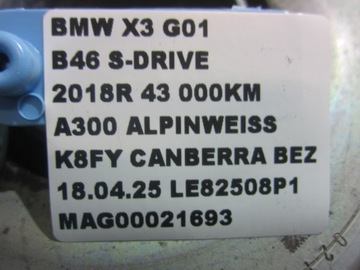 BMW X3 G01
B46 S-DRIVE
2018R 43 000KM
A300 ALPINWEISS
K8FY CANBERRA BEZ
18.04.25 LE82508P1
MAG00021693